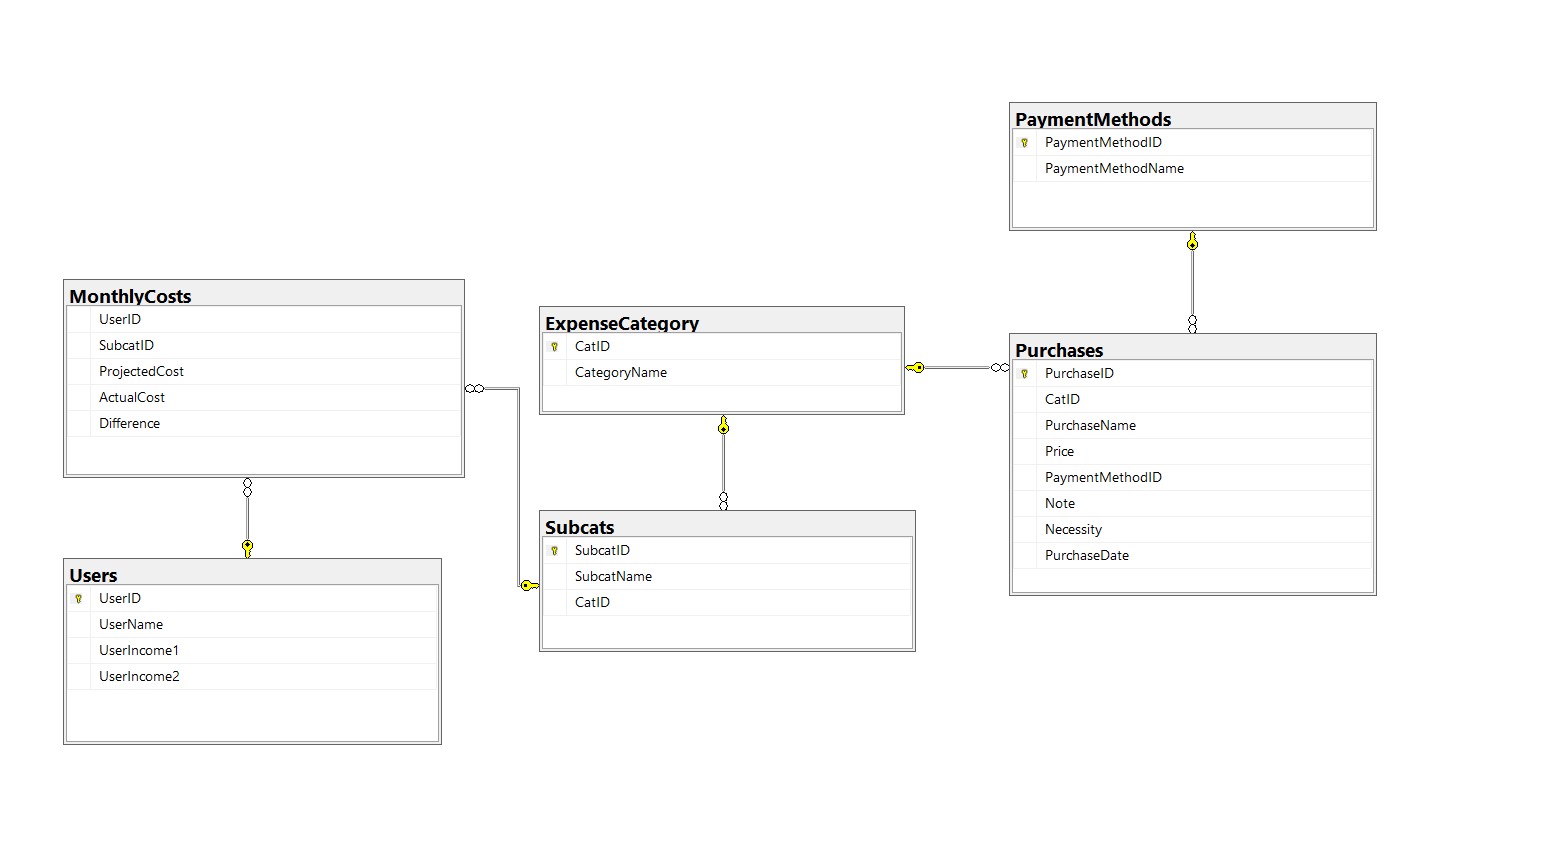 PaymentMethods
PaymentMethodID
PaymentMethodName
MonthlyCosts
UserID
SubcatID
ProjectedCost
ActualCost
Difference
ExpenseCategory
CatID
CategoryName
Purchases
PurchaseID
CatID
PurchaseName
Price
PaymentMethodID
Note
Necessity
PurchaseDate
Subcats
SubcatID
SubcatName
CatID
Users
UserID
UserName
UserIncome1
UserIncome2